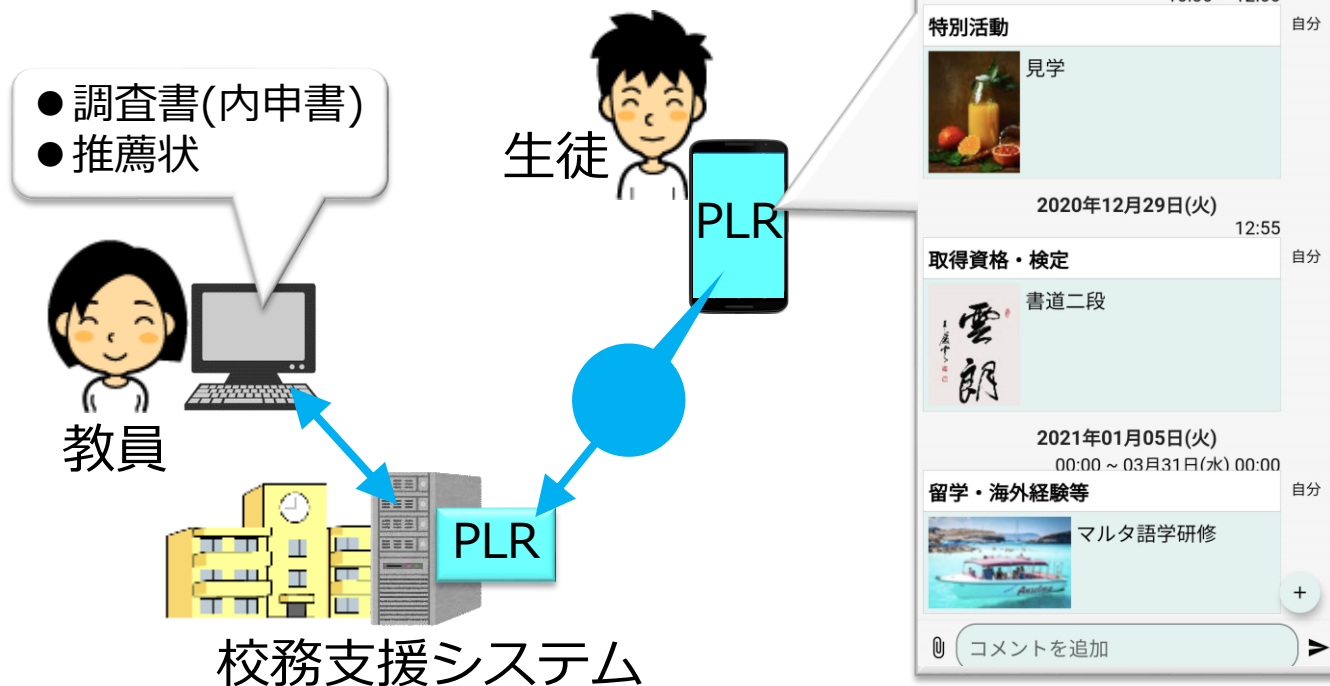 ● 調査書(内申書)
● 推薦状
教員
生徒
PLR
PLR
校務支援システム
特別活動
自分
見学
2020年12月29日(火)
12:55
取得資格・検定
自分
書道二段
雲
朗
2021年01月05日(火)
00:00 ~ 03月31日(水) 00:00
留学・海外経験等
自分
マルタ語学研修
+
コメントを追加